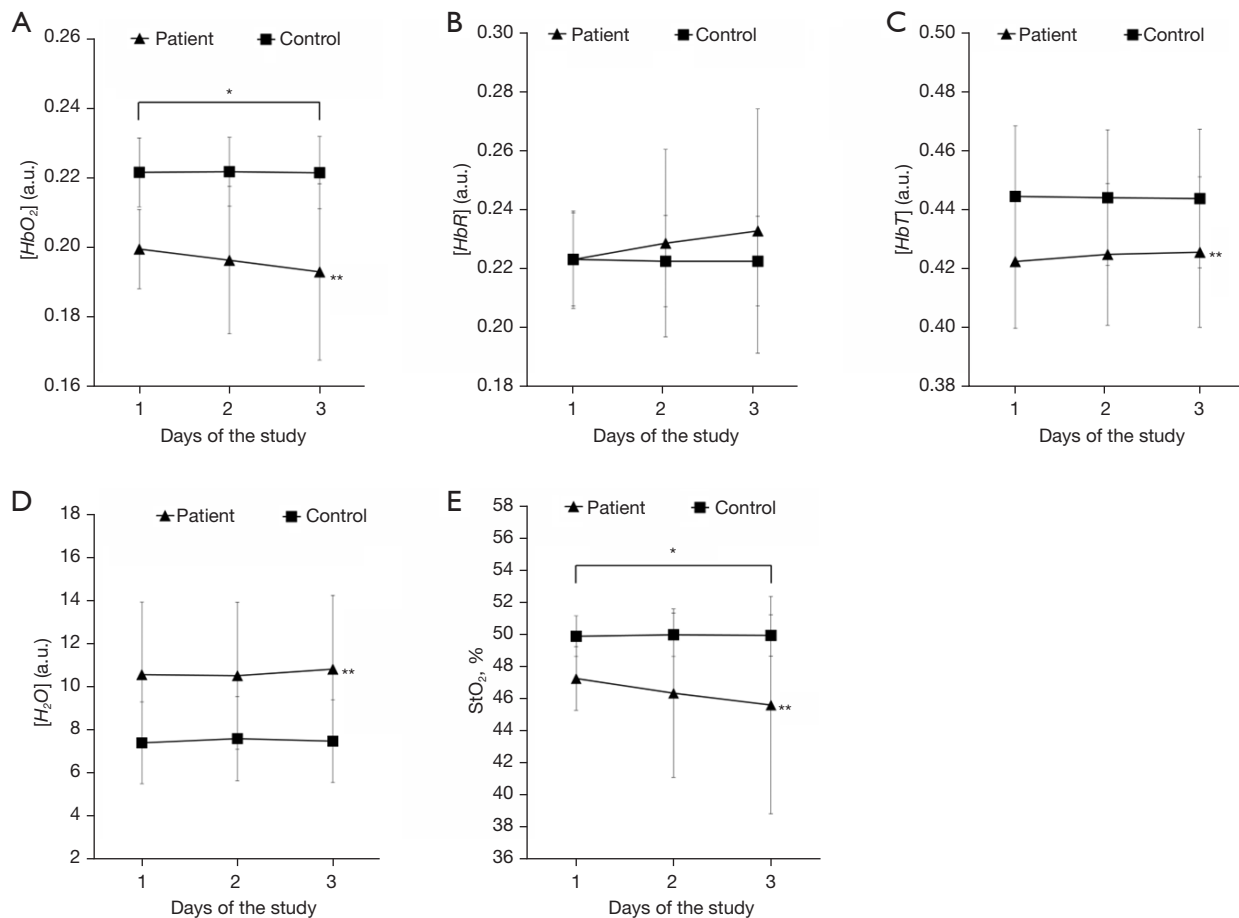 A
Patient Control
[HbO₂] (a.u.)
0.26
0.24
0.22
0.20
0.18
0.16
*
**
1 2 3
Days of the study
B
Patient Control
[HbR] (a.u.)
0.30
0.28
0.26
0.24
0.22
0.20
0.18
1 2 3
Days of the study
C
Patient Control
[HbT] (a.u.)
0.50
0.48
0.46
0.44
0.42
0.40
0.38
**
1 2 3
Days of the study
D
Patient Control
[H₂O] (a.u.)
18
16
14
12
10
8
6
4
2
**
1 2 3
Days of the study
E
Patient Control
StO₂, %
58
56
54
52
50
48
46
44
42
40
38
36
*
**
1 2 3
Days of the study